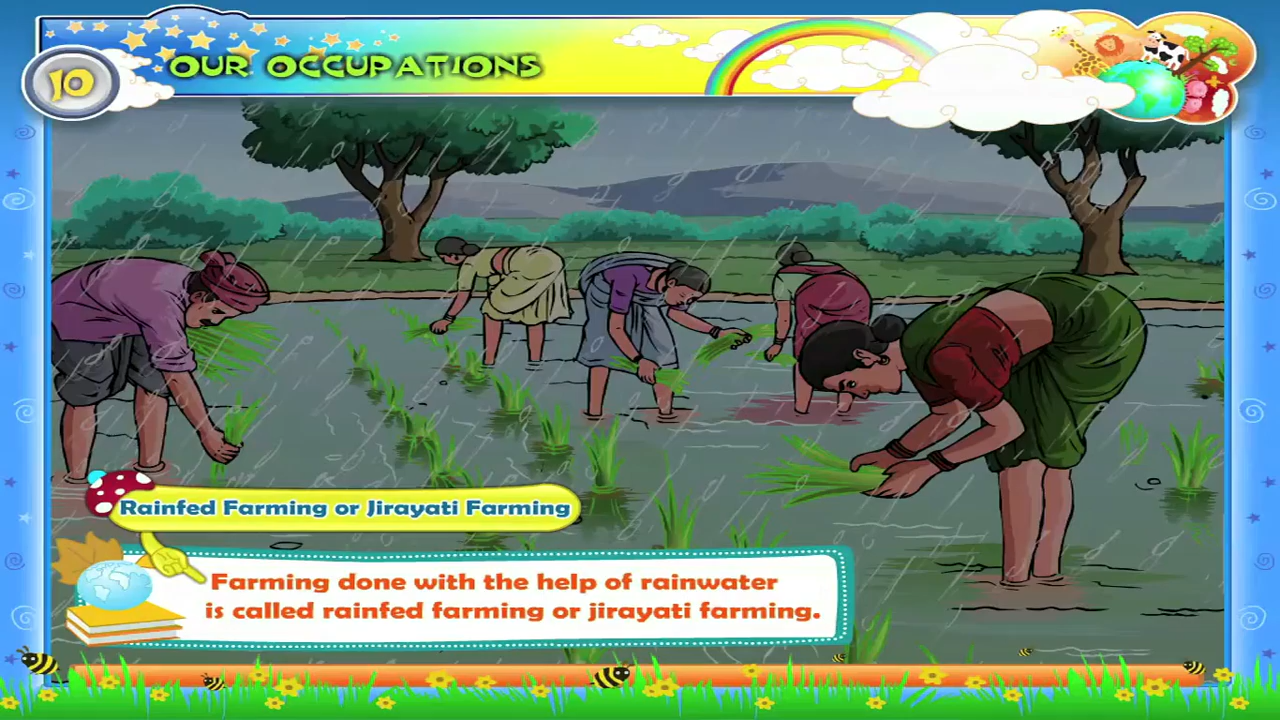 10
OUR OCCUPATIONS
Rainfed Farming or Jirayati Farming
Farming done with the help of rainwater
is called rainfed farming or jirayati farming.